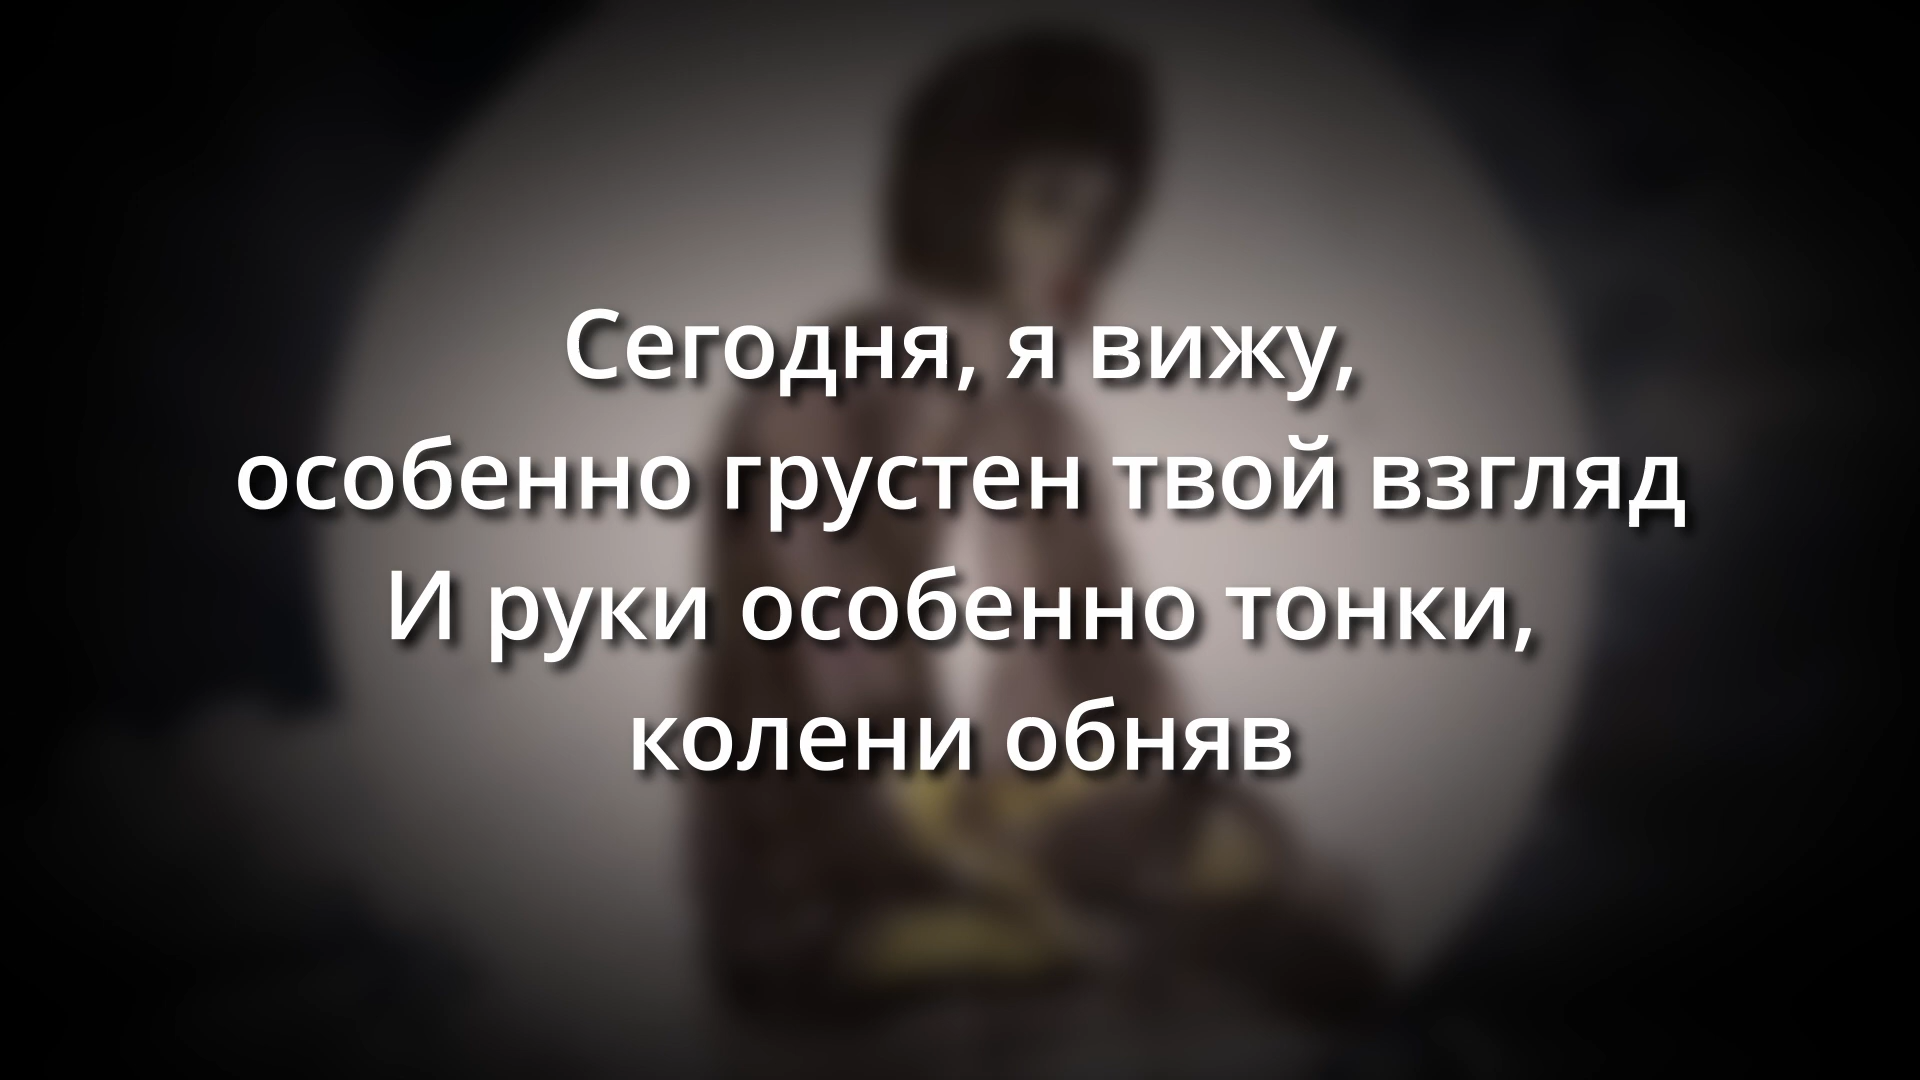 Сегодня, я вижу,
особенно грустен твой взгляд
И руки особенно тонки,
колени обняв